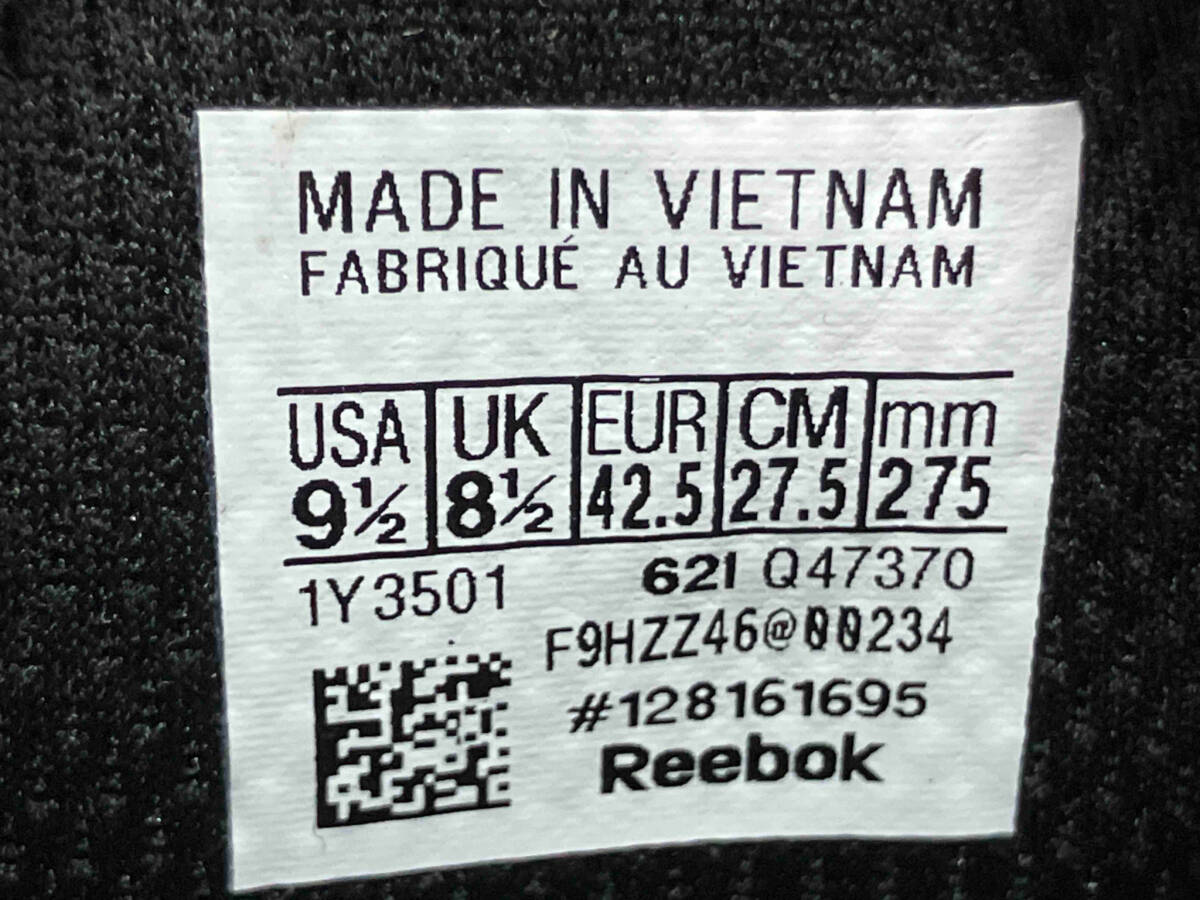 MADE IN VIETNAM
FABRIQUÉ AU VIETNAM
USA UK EUR CM mm
9½ 8½ 42.5 27.5 275
1Y3501 621 Q47370
F9HZZ46@00234
#128161695
Reebok